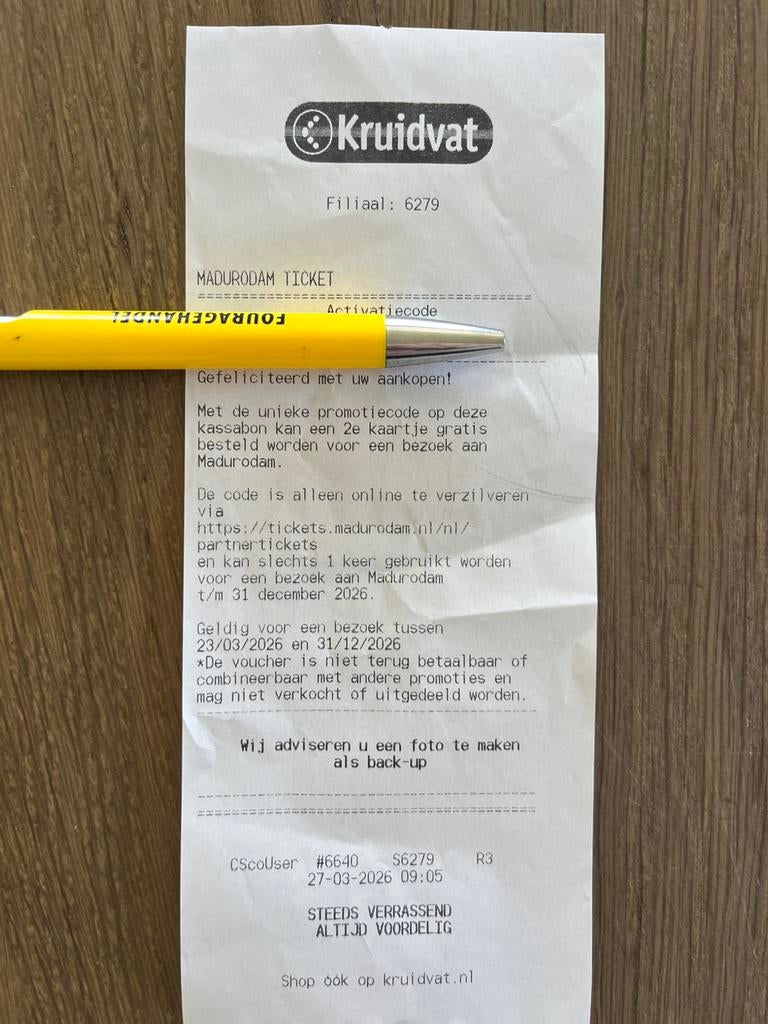 Kruidvat
Filiaal: 6279
MADURODAM TICKET
Activatiecode
FOURAGEHANDEL
Gefeliciteerd met uw aankopen!
Met de unieke promotiecode op deze
kassabon kan een 2e kaartje gratis
besteld worden voor een bezoek aan
Madurodam.
De code is alleen online te verzilveren
via
https://tickets.madurodam.nl/nl/
partnertickets
en kan slechts 1 keer gebruikt worden
voor een bezoek aan Madurodam
t/m 31 december 2026.
Geldig voor een bezoek tussen
23/03/2026 en 31/12/2026
*De voucher is niet terug betaalbaar of
combineerbaar met andere promoties en
mag niet verkocht of uitgedeeld worden.
Wij adviseren u een foto te maken
als back-up
CScoUser #6640 S6279 R3
27-03-2026 09:05
STEEDS VERRASSEND
ALTIJD VOORDELIG
Shop óók op kruidvat.nl